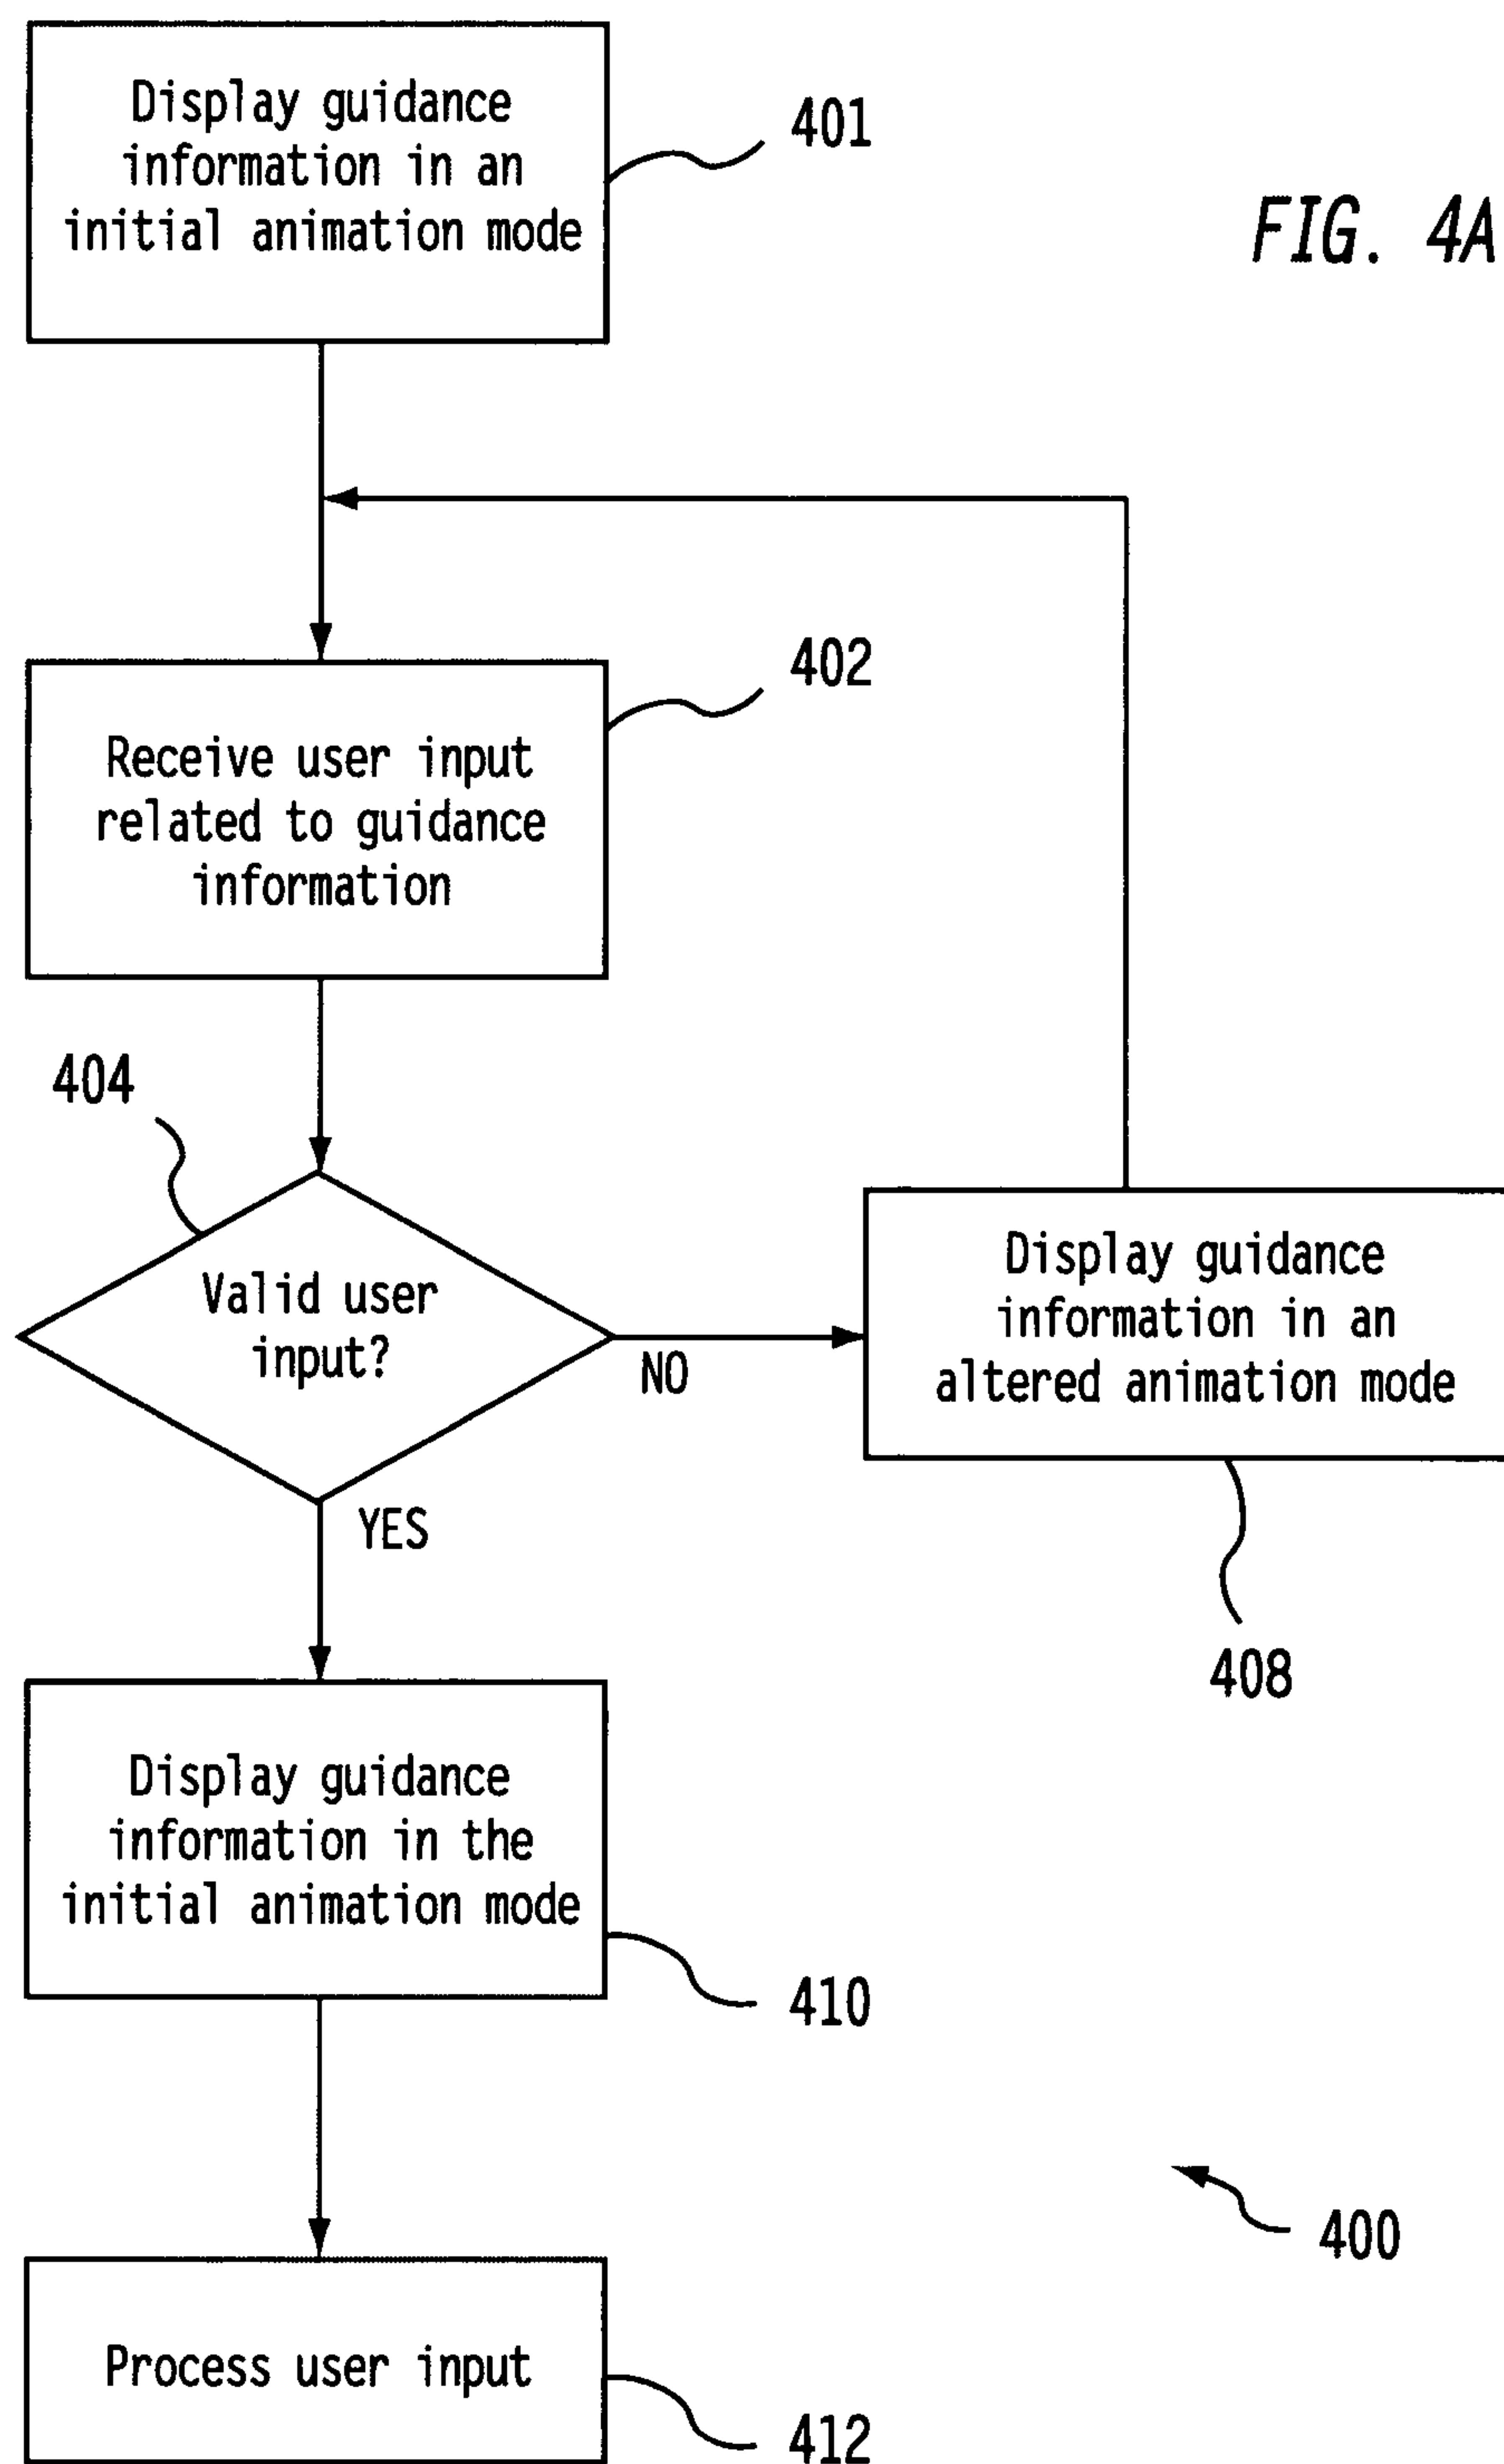 Display guidance
information in an
initial animation mode
401
FIG. 4A
402
Receive user input
related to guidance
information
404
Valid user
input?
NO
YES
Display guidance
information in an
altered animation mode
408
Display guidance
information in the
initial animation mode
410
400
Process user input
412